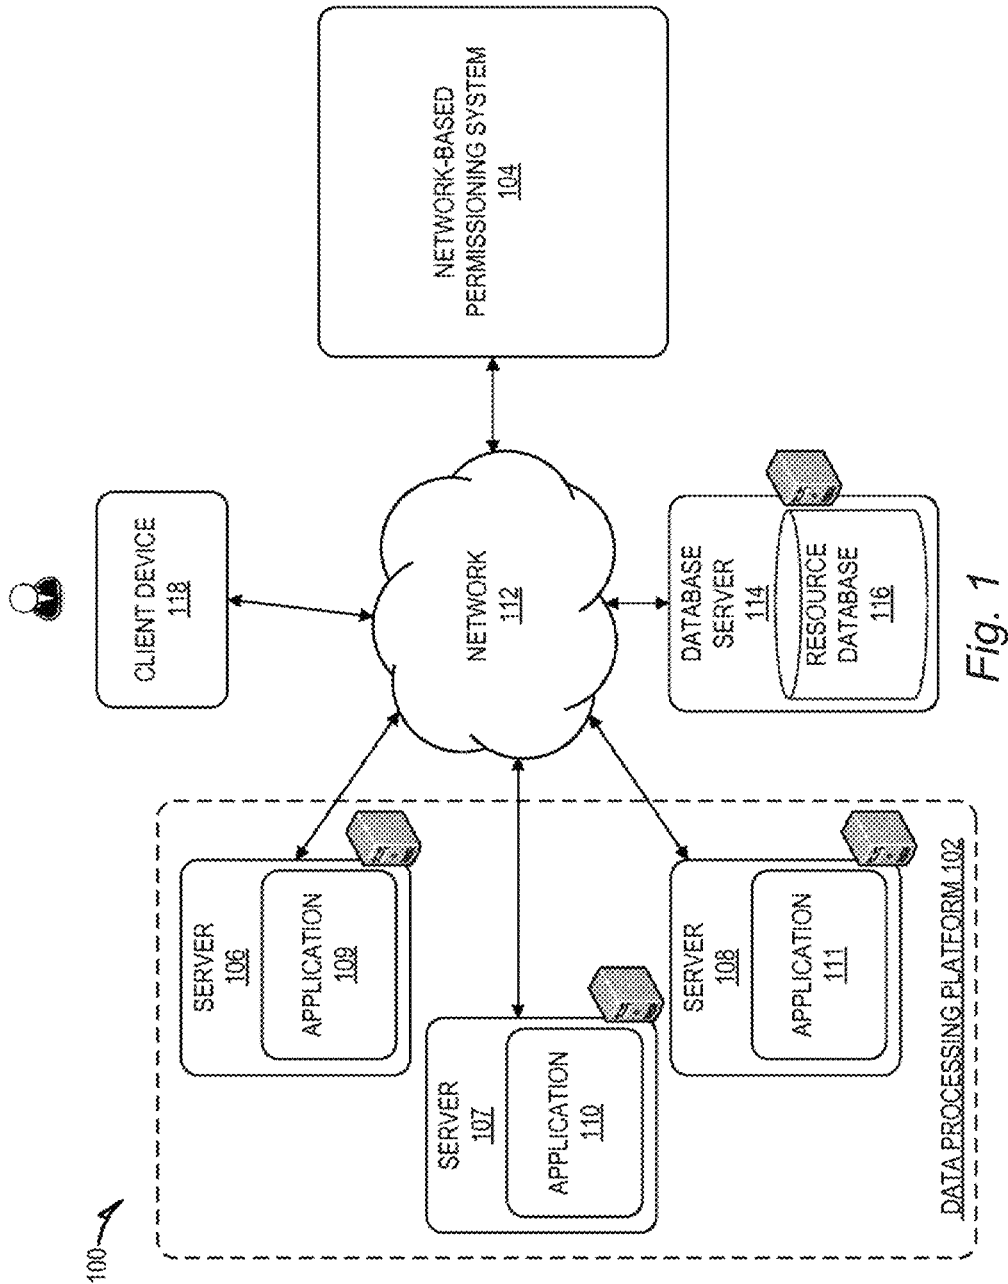 100
SERVER
106
APPLICATION
109
SERVER
107
APPLICATION
110
SERVER
108
APPLICATION
111
DATA PROCESSING PLATFORM 102
CLIENT DEVICE
118
NETWORK
112
DATABASE
SERVER
114
RESOURCE
DATABASE
116
NETWORK-BASED
PERMISSIONING SYSTEM
104
Fig. 1